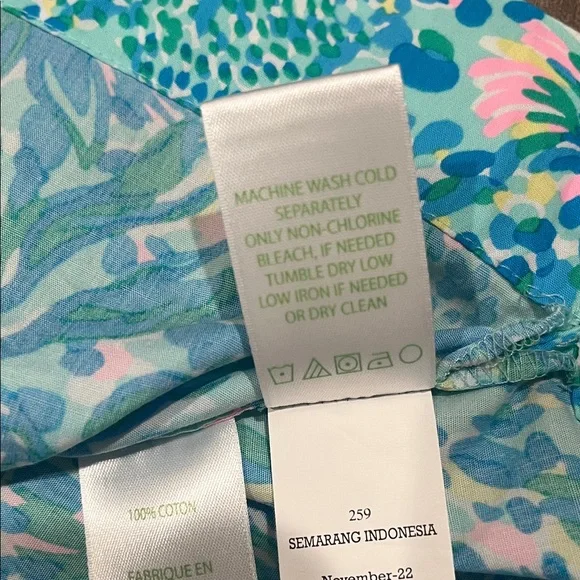 MACHINE WASH COLD
SEPARATELY
ONLY NON-CHLORINE
BLEACH, IF NEEDED
TUMBLE DRY LOW
LOW IRON IF NEEDED
OR DRY CLEAN
100% COTON
FABRIQUE EN
259
SEMARANG INDONESIA
November-22